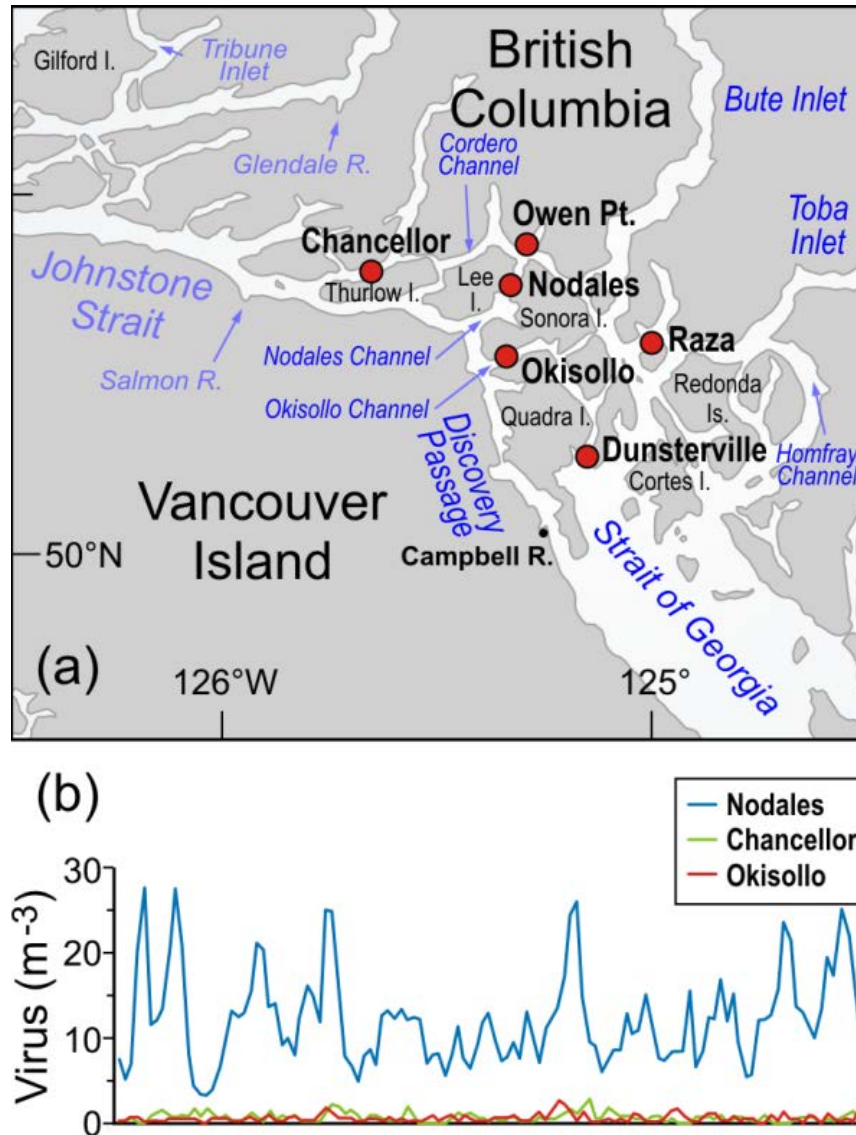 Gilford I.
Tribune
Inlet
British
Columbia
Bute Inlet
Glendale R.
Cordero
Channel
Owen Pt.
Toba
Inlet
Chancellor
Lee
I.
Nodales
Thurlow I.
Johnstone
Strait
Sonora I.
Nodales Channel
Raza
Salmon R.
Okisollo
Redonda
Is.
Okisollo Channel
Quadra I.
Discovery
Passage
Dunsterville
Homfray
Channel
Cortes I.
Vancouver
Island
50°N
Campbell R.
Strait of Georgia
(a)
126°W
125°
(b)
Nodales
Chancellor
Okisollo
30
20
10
0
Virus (m-3)